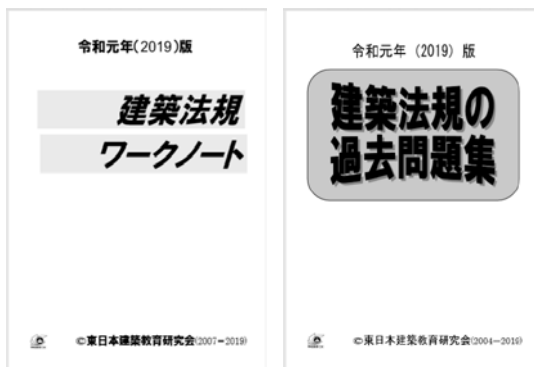 令和元年(2019)版
建築法規
ワークノート
©東日本建築教育研究会(2007-2019)
令和元年(2019)版
建築法規の
過去問題集
©東日本建築教育研究会(2004-2019)